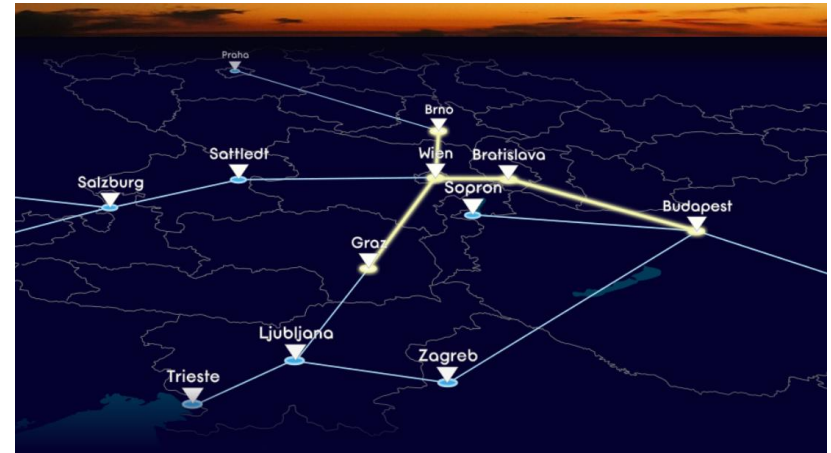 Praha
Brno
Wien
Bratislava
Sattledt
Salzburg
Sopron
Budapest
Graz
Ljubljana
Zagreb
Trieste